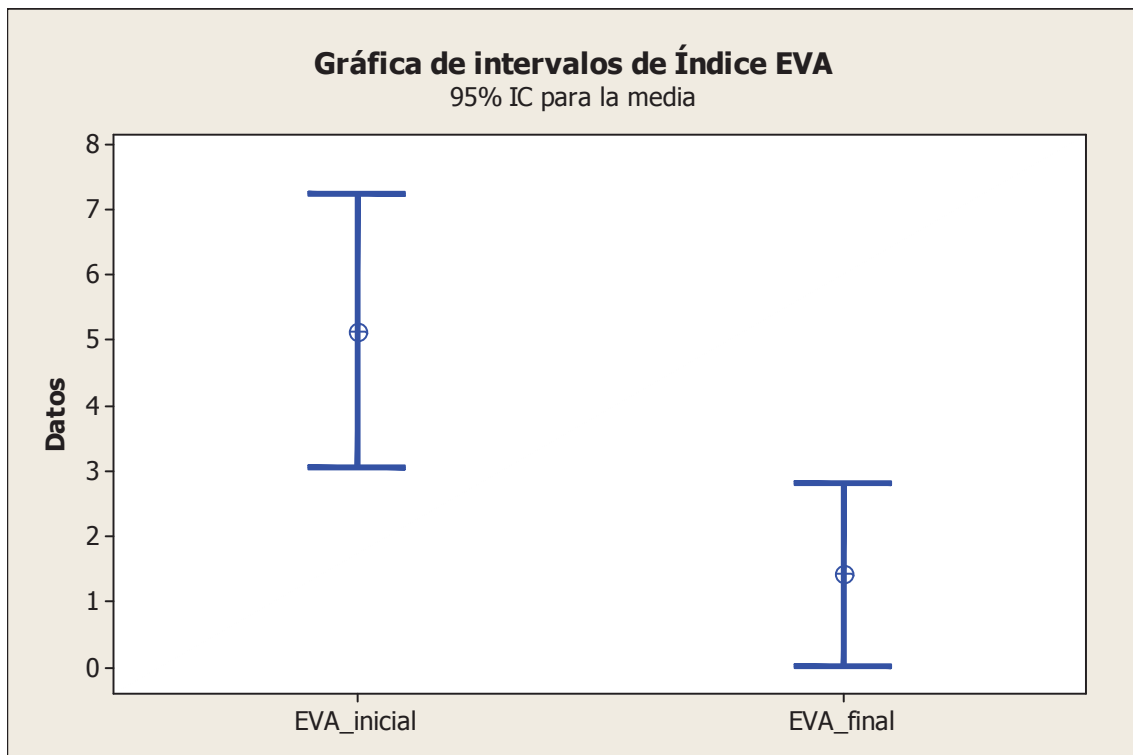 Gráfica de intervalos de Índice EVA
95% IC para la media
Datos
8
7
6
5
4
3
2
1
0
EVA_inicial
EVA_final